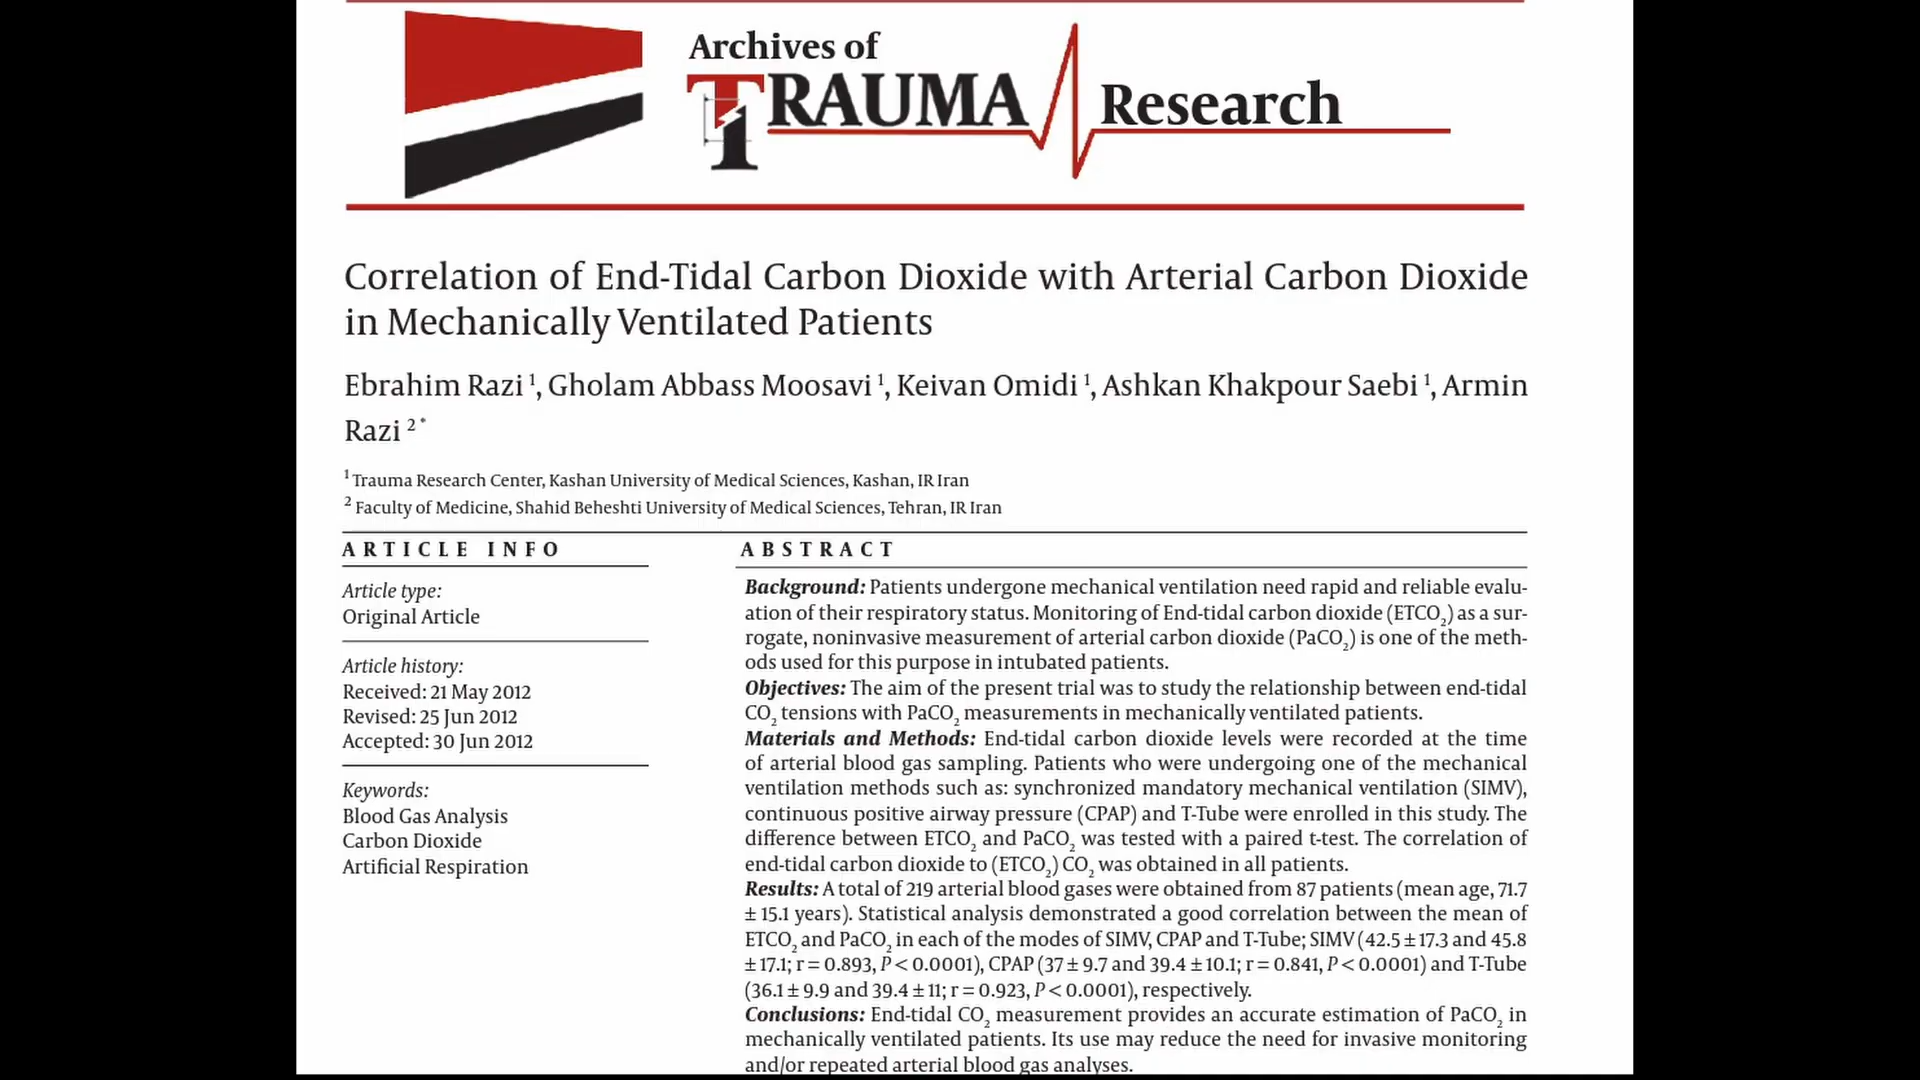 Archives of
TRAUMA Research
Correlation of End-Tidal Carbon Dioxide with Arterial Carbon Dioxide
in Mechanically Ventilated Patients
Ebrahim Razi 1, Gholam Abbass Moosavi 1, Keivan Omidi 1, Ashkan Khakpour Saebi 1, Armin
Razi 2 *
1 Trauma Research Center, Kashan University of Medical Sciences, Kashan, IR Iran
2 Faculty of Medicine, Shahid Beheshti University of Medical Sciences, Tehran, IR Iran
ARTICLE INFO
Article type:
Original Article
Article history:
Received: 21 May 2012
Revised: 25 Jun 2012
Accepted: 30 Jun 2012
Keywords:
Blood Gas Analysis
Carbon Dioxide
Artificial Respiration
ABSTRACT
Background: Patients undergone mechanical ventilation need rapid and reliable evalu-
ation of their respiratory status. Monitoring of End-tidal carbon dioxide (ETCO2) as a sur-
rogate, noninvasive measurement of arterial carbon dioxide (PaCO2) is one of the meth-
ods used for this purpose in intubated patients.
Objectives: The aim of the present trial was to study the relationship between end-tidal
CO2 tensions with PaCO2 measurements in mechanically ventilated patients.
Materials and Methods: End-tidal carbon dioxide levels were recorded at the time
of arterial blood gas sampling. Patients who were undergoing one of the mechanical
ventilation methods such as: synchronized mandatory mechanical ventilation (SIMV),
continuous positive airway pressure (CPAP) and T-Tube were enrolled in this study. The
difference between ETCO2 and PaCO2 was tested with a paired t-test. The correlation of
end-tidal carbon dioxide to (ETCO2) CO2 was obtained in all patients.
Results: A total of 219 arterial blood gases were obtained from 87 patients (mean age, 71.7
± 15.1 years). Statistical analysis demonstrated a good correlation between the mean of
ETCO2 and PaCO2 in each of the modes of SIMV, CPAP and T-Tube; SIMV (42.5 ± 17.3 and 45.8
± 17.1; r = 0.893, P < 0.0001), CPAP (37 ± 9.7 and 39.4 ± 10.1; r = 0.841, P < 0.0001) and T-Tube
(36.1 ± 9.9 and 39.4 ± 11; r = 0.923, P < 0.0001), respectively.
Conclusions: End-tidal CO2 measurement provides an accurate estimation of PaCO2 in
mechanically ventilated patients. Its use may reduce the need for invasive monitoring
and/or repeated arterial blood gas analyses.